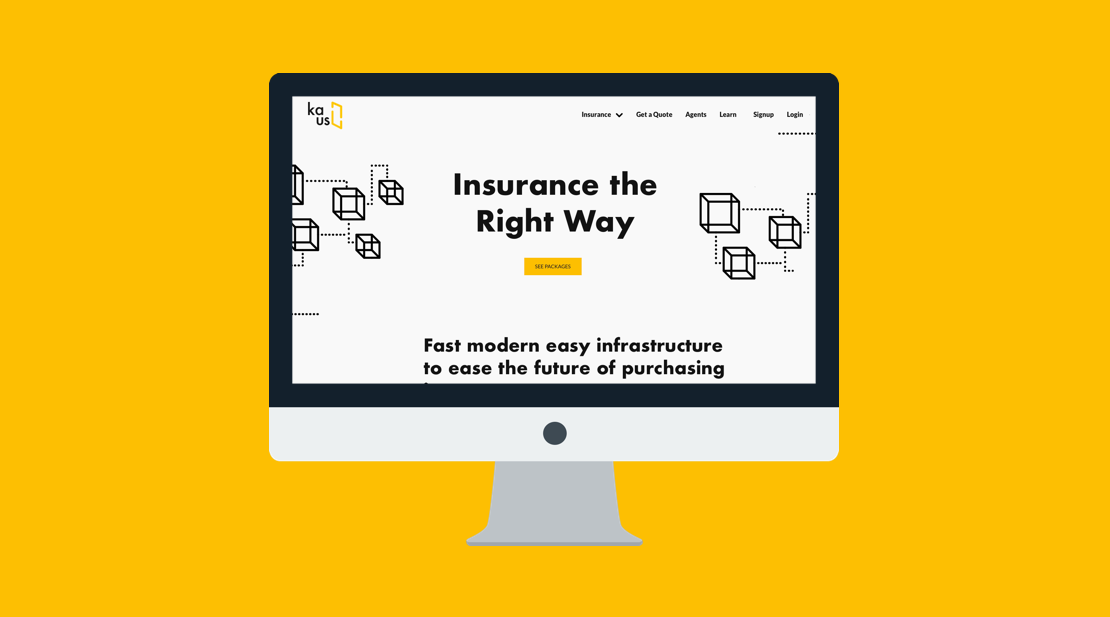 ka
us
Insurance Get a Quote Agents Learn Signup Login
Insurance the
Right Way
SEE PACKAGES
Fast modern easy infrastructure
to ease the future of purchasing